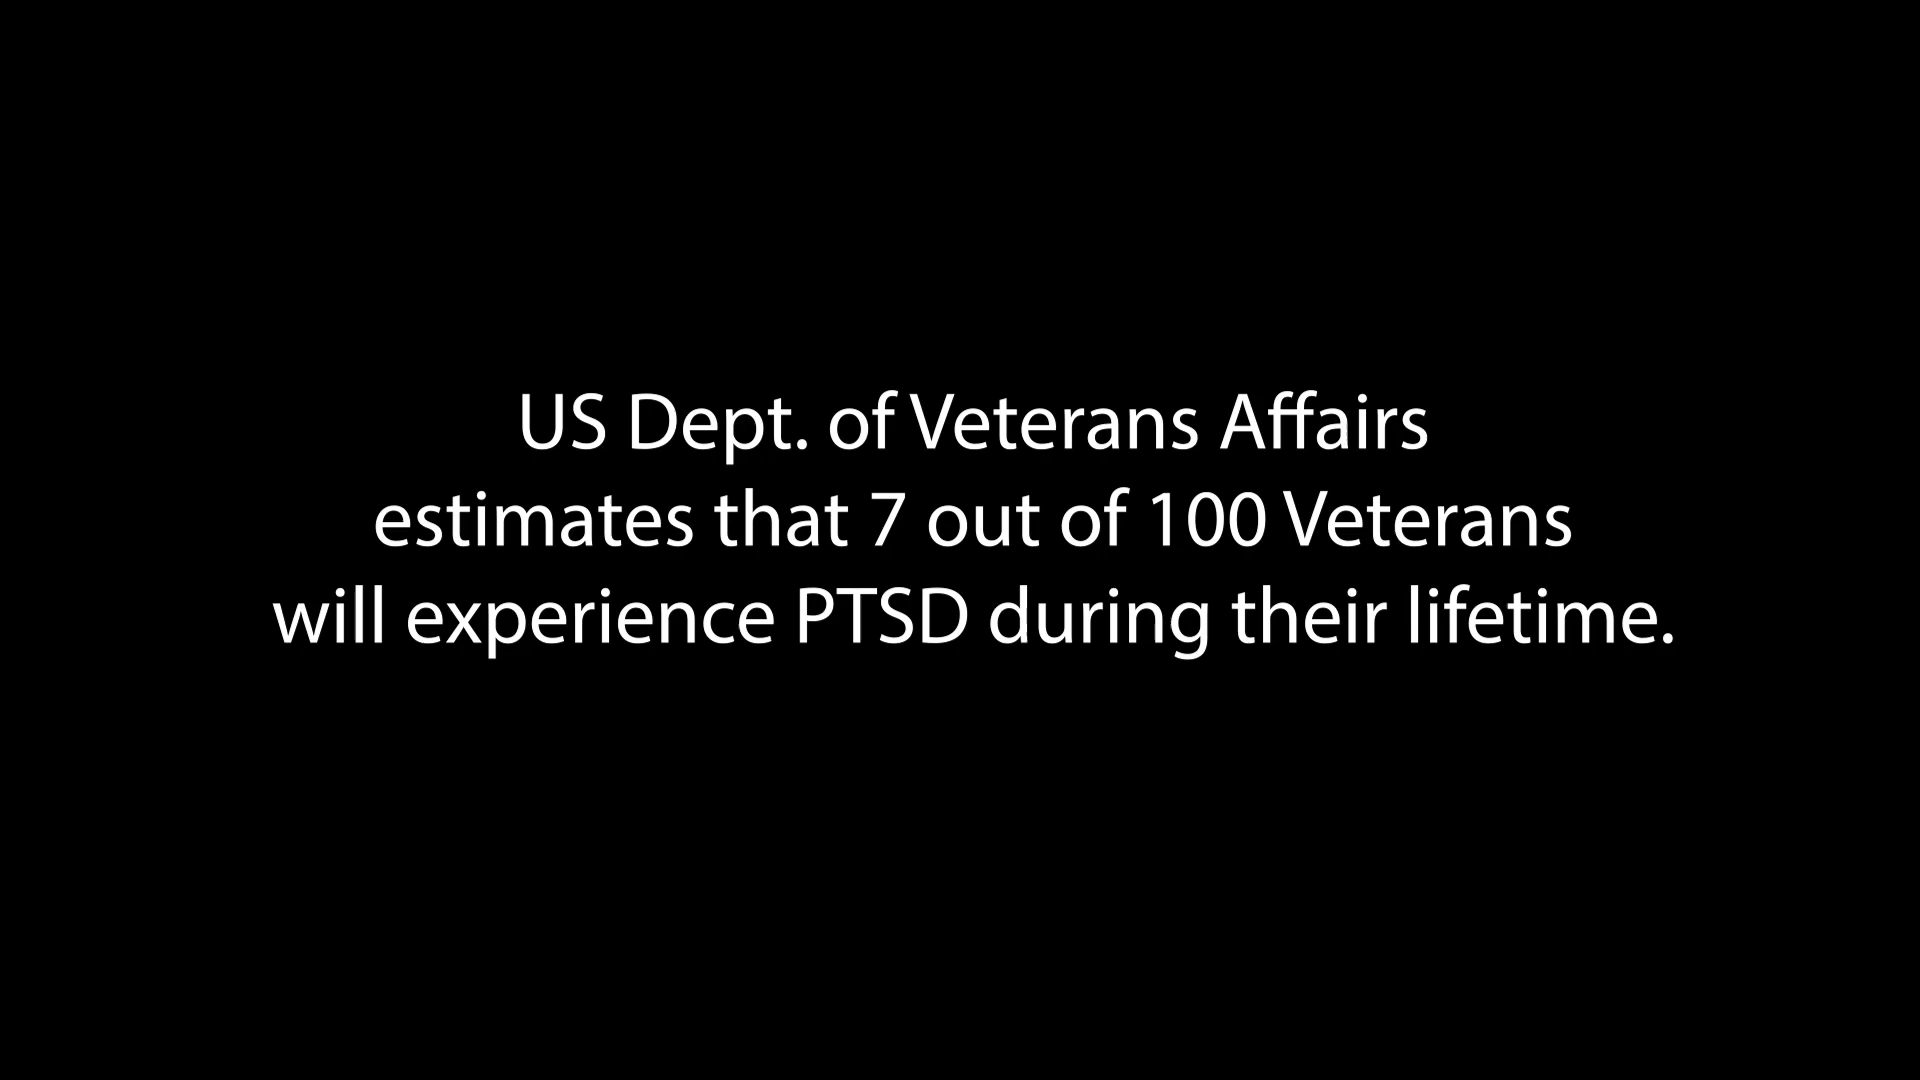 US Dept. of Veterans Affairs
estimates that 7 out of 100 Veterans
will experience PTSD during their lifetime.